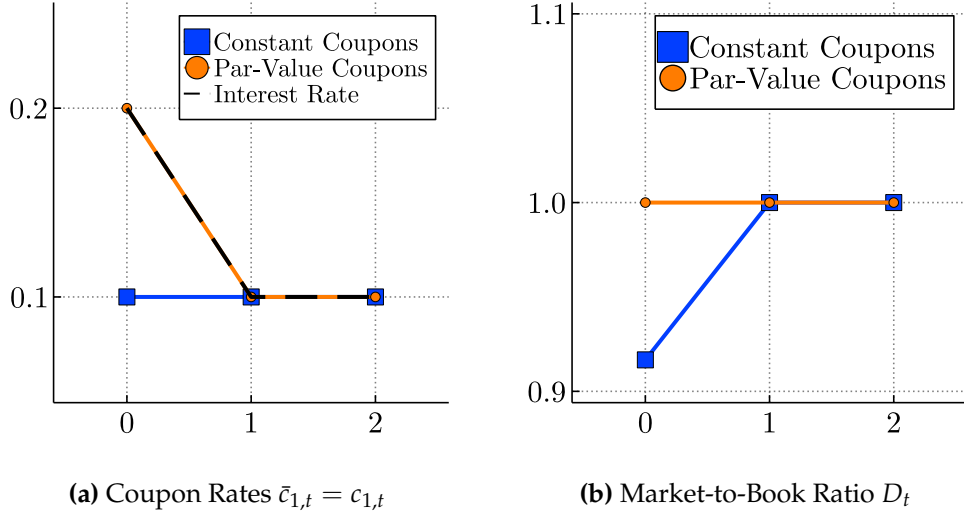 Constant Coupons
Par-Value Coupons
Interest Rate
0.2
0.1
0 1 2
(a) Coupon Rates c̄₁,ₜ = c₁,ₜ
1.1
Constant Coupons
Par-Value Coupons
1.0
0.9
0 1 2
(b) Market-to-Book Ratio Dₜ